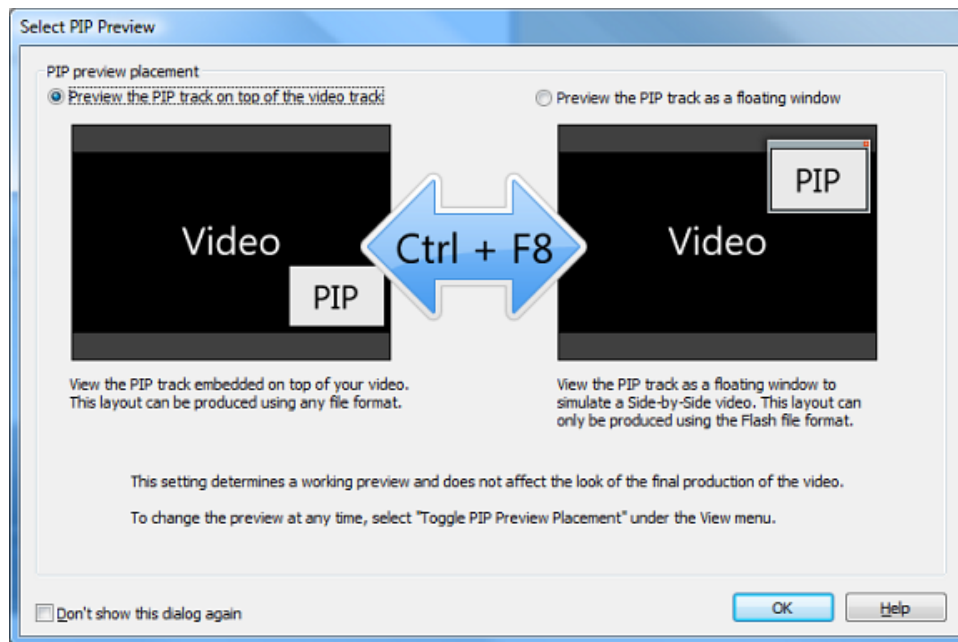 Select PIP Preview
PIP preview placement
Preview the PIP track on top of the video track
Preview the PIP track as a floating window
Video
PIP
Ctrl + F8
Video
PIP
View the PIP track embedded on top of your video.
This layout can be produced using any file format.
View the PIP track as a floating window to
simulate a Side-by-Side video. This layout can
only be produced using the Flash file format.
This setting determines a working preview and does not affect the look of the final production of the video.
To change the preview at any time, select "Toggle PIP Preview Placement" under the View menu.
Don't show this dialog again
OK
Help